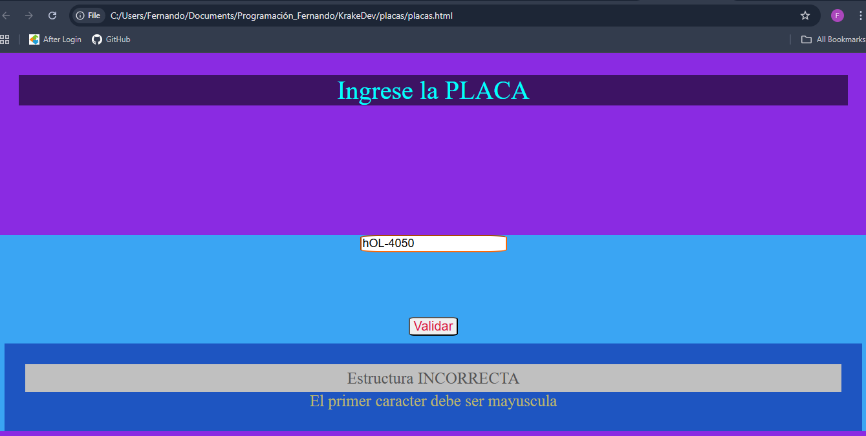 File
C:/Users/Fernando/Documents/Programación_Fernando/KrakeDev/placas/placas.html
F
After Login
GitHub
All Bookmarks
Ingrese la PLACA
hOL-4050
Validar
Estructura INCORRECTA
El primer caracter debe ser mayuscula